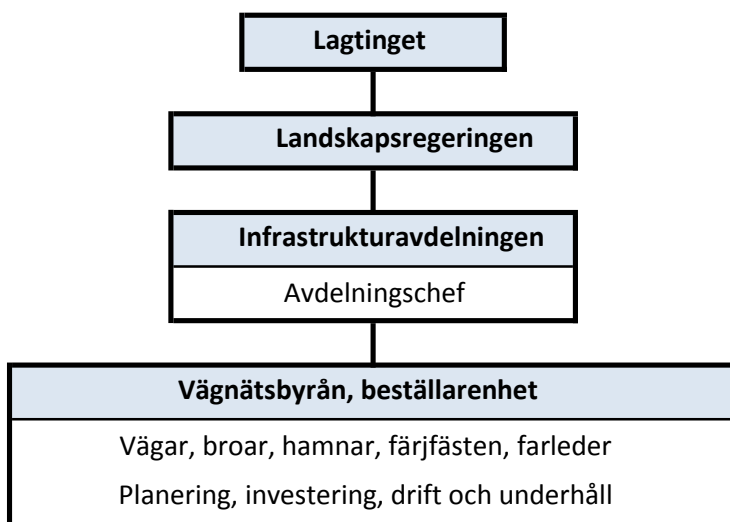 Lagtinget
Landskapsregeringen
Infrastrukturavdelningen
Avdelningschef
Vägnätsbyrån, beställarenhet
Vägar, broar, hamnar, färjfästen, farleder
Planering, investering, drift och underhåll